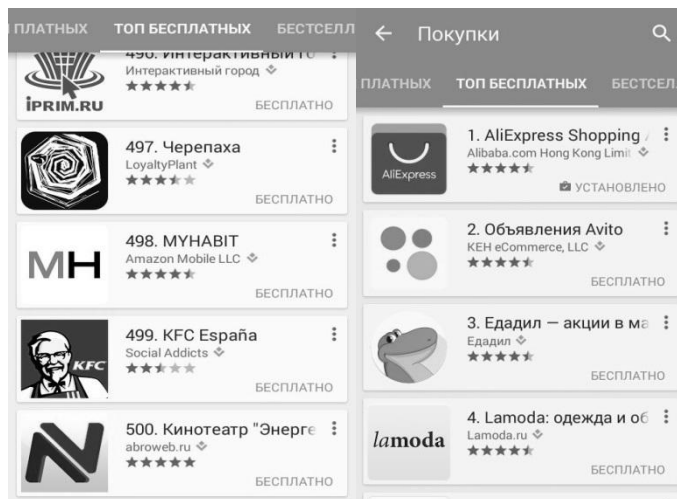 ПЛАТНЫХ ТОП БЕСПЛАТНЫХ БЕСТСЕЛЛ
490. Интерактивный го
Интерактивный город
iPRIM.RU
БЕСПЛАТНО
497. Черепаха
LoyaltyPlant
БЕСПЛАТНО
MH
498. MYHABIT
Amazon Mobile LLC
БЕСПЛАТНО
499. KFC España
Social Addicts
KFC
БЕСПЛАТНО
500. Кинотеатр "Энерге
abroweb.ru
N
БЕСПЛАТНО
Покупки
ПЛАТНЫХ ТОП БЕСПЛАТНЫХ БЕСТСЕЛ
1. AliExpress Shopping
Alibaba.com Hong Kong Limit
AliExpress
УСТАНОВЛЕНО
2. Объявления Avito
KEH eCommerce, LLC
БЕСПЛАТНО
3. Едадил — акции в ма
Едадил
БЕСПЛАТНО
4. Lamoda: одежда и об
Lamoda.ru
lamoda
БЕСПЛАТНО